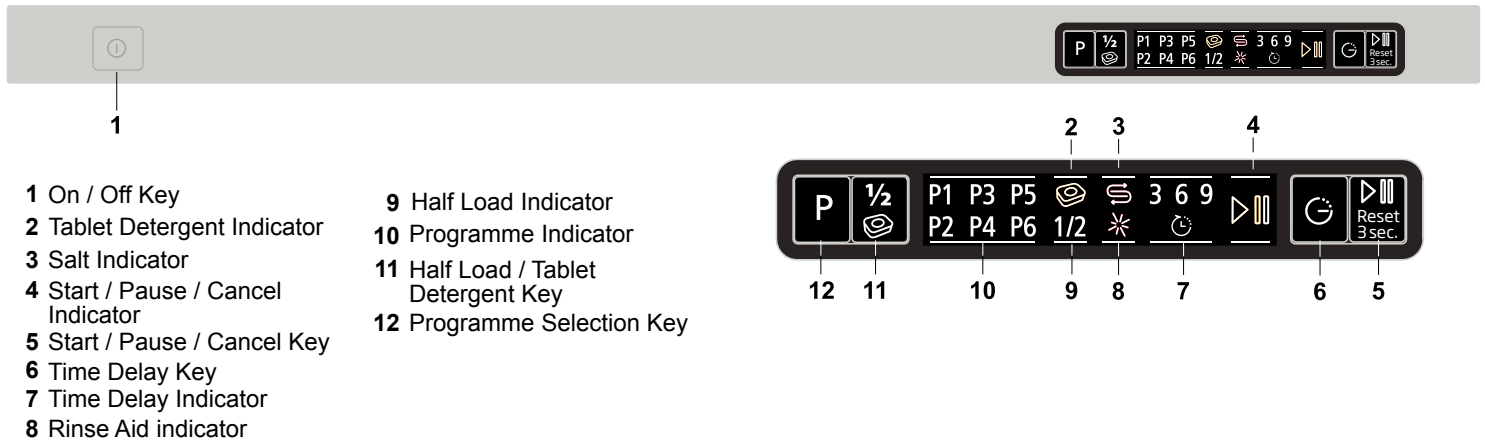 P 1/2 P1 P3 P5 3 6 9 Reset
P2 P4 P6 1/2 3 sec.
1
2 3 4
P ½ P1 P3 P5 3 6 9 Reset
P2 P4 P6 1/2 3 sec.
12 11 10 9 8 7 6 5
1 On / Off Key
2 Tablet Detergent Indicator
3 Salt Indicator
4 Start / Pause / Cancel
Indicator
5 Start / Pause / Cancel Key
6 Time Delay Key
7 Time Delay Indicator
8 Rinse Aid indicator
9 Half Load Indicator
10 Programme Indicator
11 Half Load / Tablet
Detergent Key
12 Programme Selection Key